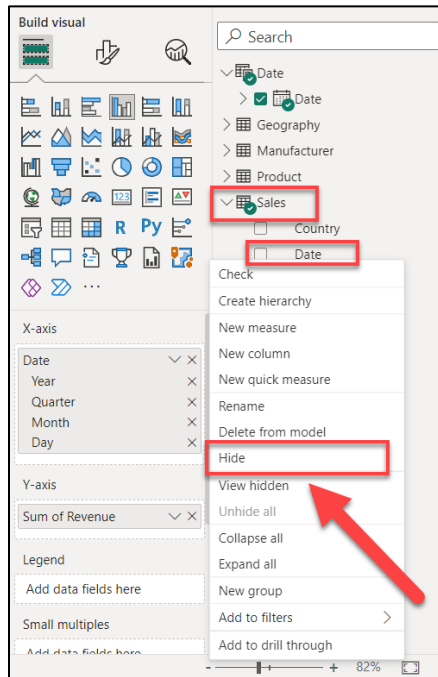 Build visual
Search
Date
Date
Geography
Manufacturer
Product
Sales
Country
Date
123
R
Py
Check
Create hierarchy
New measure
New column
New quick measure
Rename
Delete from model
Hide
View hidden
Unhide all
Collapse all
Expand all
New group
Add to filters
Add to drill through
X-axis
Date
Year
Quarter
Month
Day
Y-axis
Sum of Revenue
Legend
Add data fields here
Small multiples
Add data fields here
82%